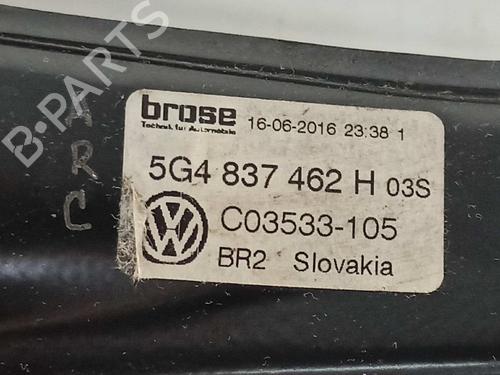 B-PARTS
ARC
brose
Technik für Automobile
16-06-2016 23:38 1
5G4 837 462 H 03S
C03533-105
BR2 Slovakia